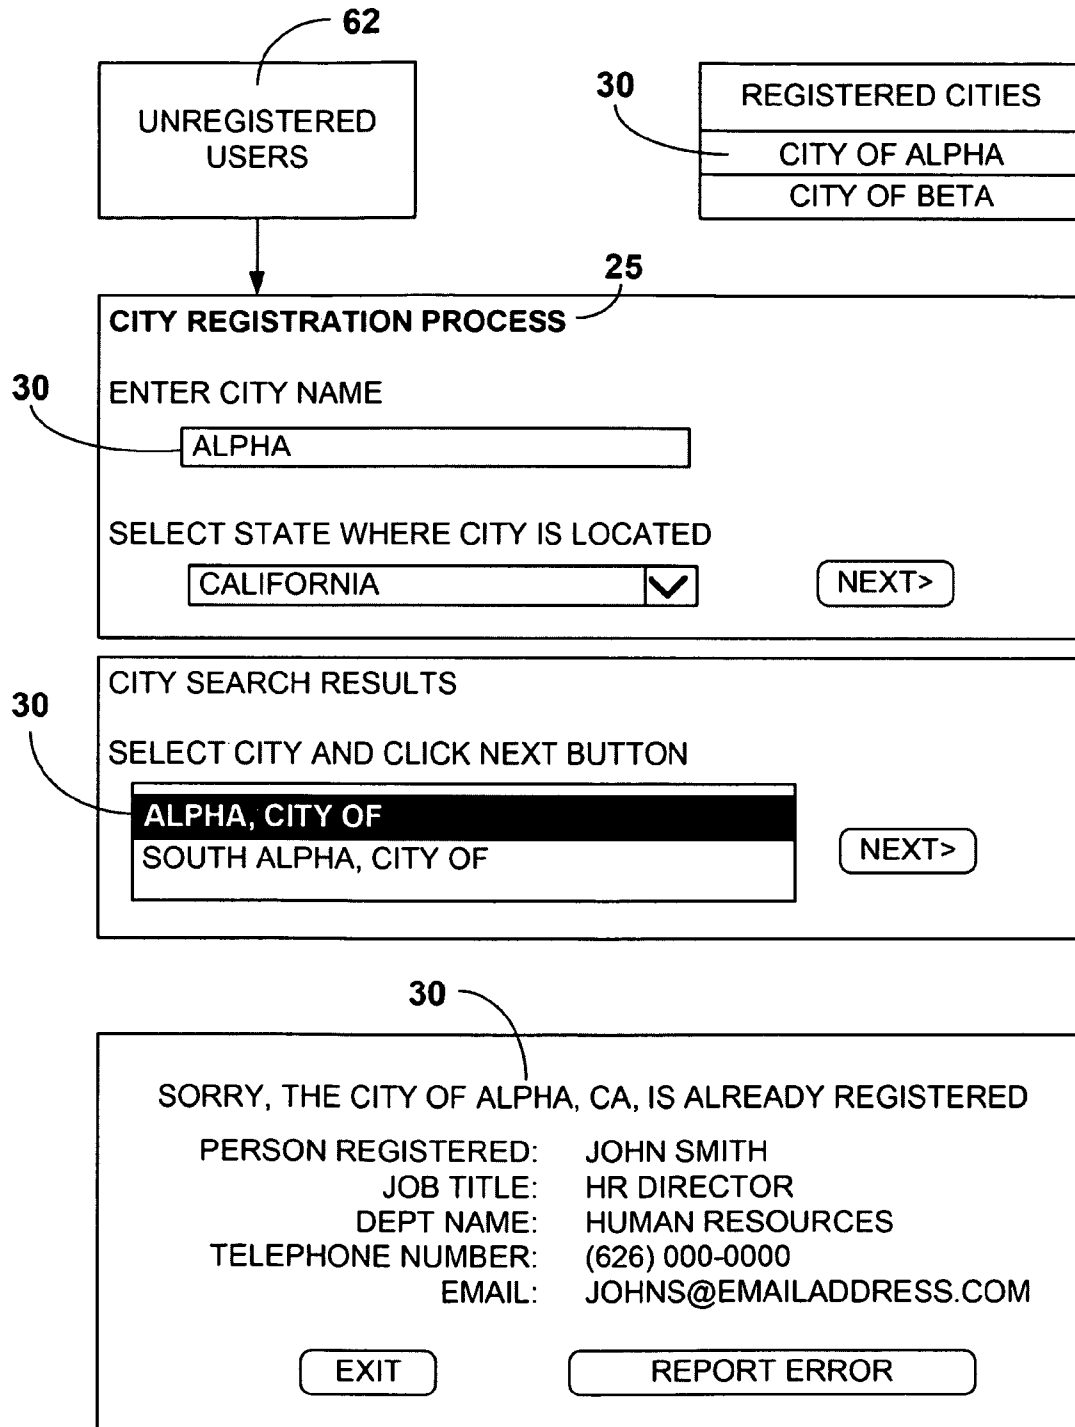 62
UNREGISTERED
USERS
30
REGISTERED CITIES
CITY OF ALPHA
CITY OF BETA
25
CITY REGISTRATION PROCESS
30
ENTER CITY NAME
ALPHA
SELECT STATE WHERE CITY IS LOCATED
CALIFORNIA
NEXT>
CITY SEARCH RESULTS
30
SELECT CITY AND CLICK NEXT BUTTON
ALPHA, CITY OF
SOUTH ALPHA, CITY OF
NEXT>
30
SORRY, THE CITY OF ALPHA, CA, IS ALREADY REGISTERED
PERSON REGISTERED: JOHN SMITH
JOB TITLE: HR DIRECTOR
DEPT NAME: HUMAN RESOURCES
TELEPHONE NUMBER: (626) 000-0000
EMAIL: JOHNS@EMAILADDRESS.COM
EXIT
REPORT ERROR